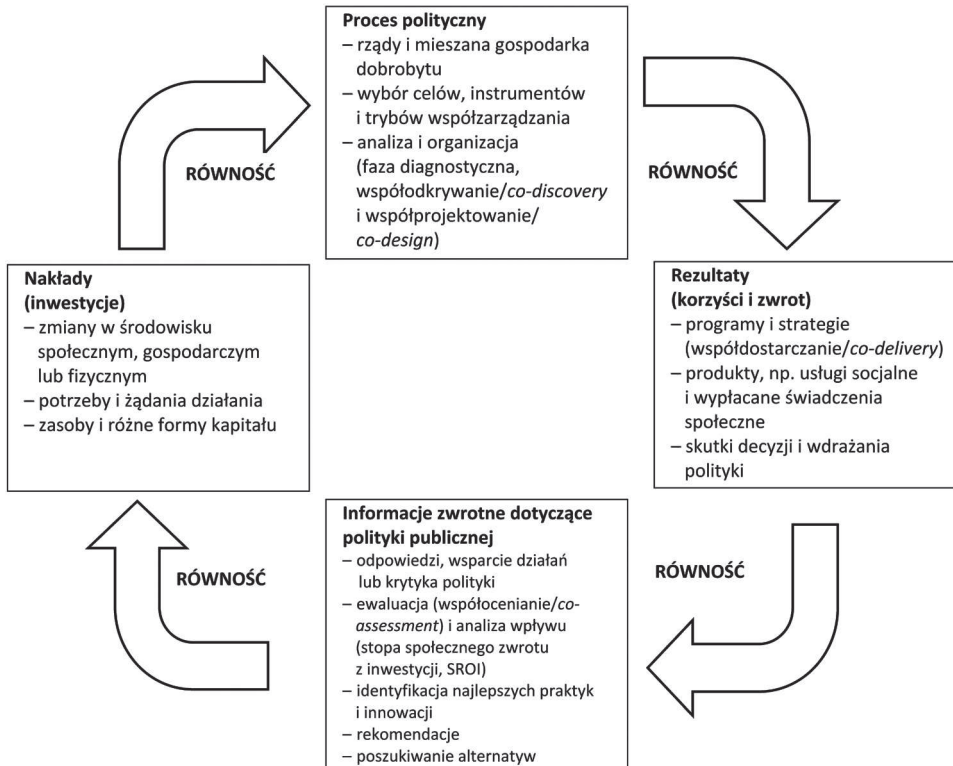 Proces polityczny
– rządy i mieszana gospodarka
dobrobytu
– wybór celów, instrumentów
i trybów współzarządzania
– analiza i organizacja
(faza diagnostyczna,
współodkrywanie/co-discovery
i współprojektowanie/
co-design)
RÓWNOŚĆ
RÓWNOŚĆ
Nakłady
(inwestycje)
– zmiany w środowisku
społecznym, gospodarczym
lub fizycznym
– potrzeby i żądania działania
– zasoby i różne formy kapitału
Rezultaty
(korzyści i zwrot)
– programy i strategie
(współdostarczanie/co-delivery)
– produkty, np. usługi socjalne
i wypłacane świadczenia
społeczne
– skutki decyzji i wdrażania
polityki
Informacje zwrotne dotyczące
polityki publicznej
– odpowiedzi, wsparcie działań
lub krytyka polityki
– ewaluacja (współocenianie/co-
assessment) i analiza wpływu
(stopa społecznego zwrotu
z inwestycji, SROI)
– identyfikacja najlepszych praktyk
i innowacji
– rekomendacje
– poszukiwanie alternatyw
RÓWNOŚĆ
RÓWNOŚĆ